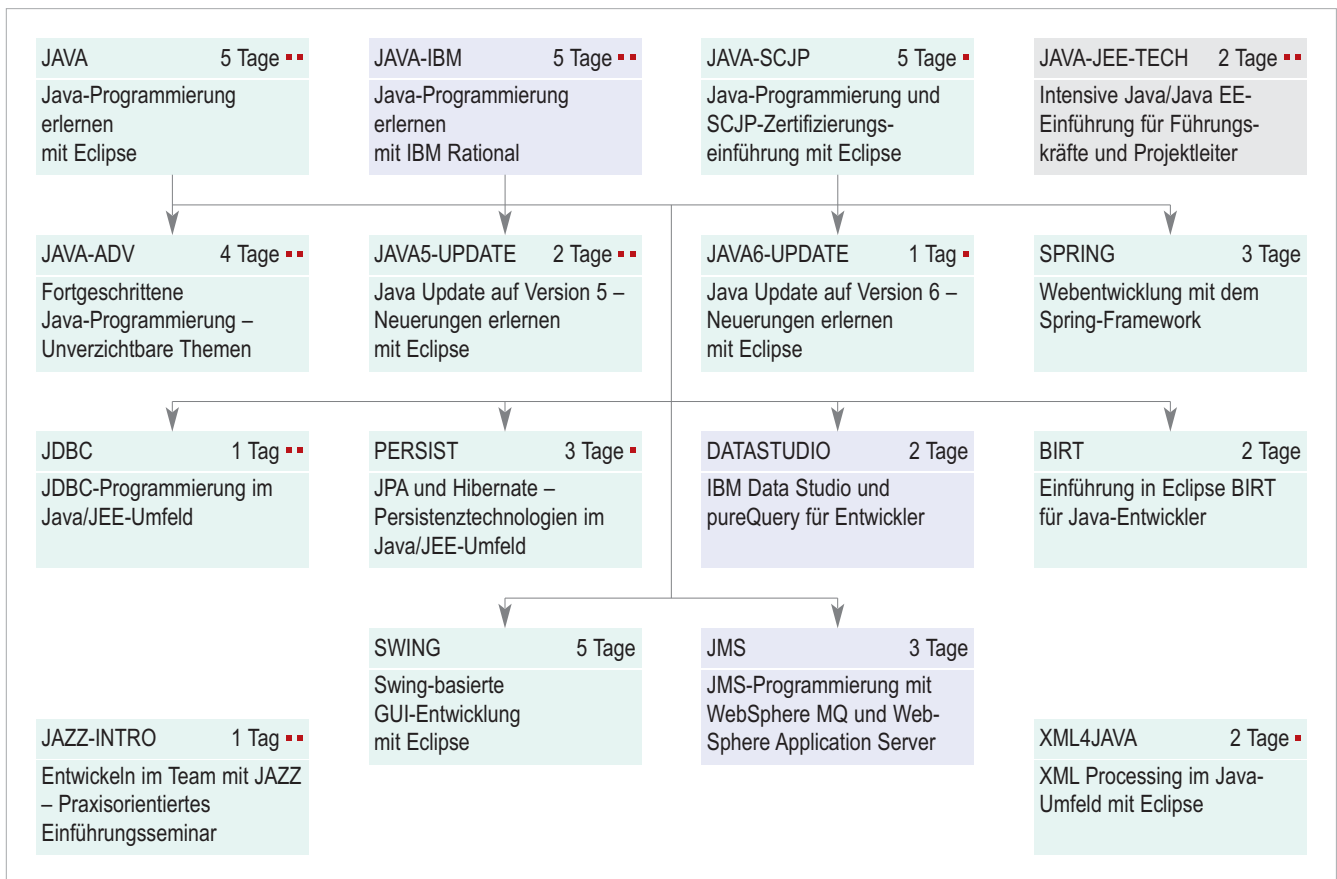 JAVA 5 Tage
Java-Programmierung
erlernen
mit Eclipse
JAVA-IBM 5 Tage
Java-Programmierung
erlernen
mit IBM Rational
JAVA-SCJP 5 Tage
Java-Programmierung und
SCJP-Zertifizierungs-
einführung mit Eclipse
JAVA-JEE-TECH 2 Tage
Intensive Java/Java EE-
Einführung für Führungs-
kräfte und Projektleiter
JAVA-ADV 4 Tage
Fortgeschrittene
Java-Programmierung –
Unverzichtbare Themen
JAVA5-UPDATE 2 Tage
Java Update auf Version 5 –
Neuerungen erlernen
mit Eclipse
JAVA6-UPDATE 1 Tag
Java Update auf Version 6 –
Neuerungen erlernen
mit Eclipse
SPRING 3 Tage
Webentwicklung mit dem
Spring-Framework
JDBC 1 Tag
JDBC-Programmierung im
Java/JEE-Umfeld
PERSIST 3 Tage
JPA und Hibernate –
Persistenztechnologien im
Java/JEE-Umfeld
DATASTUDIO 2 Tage
IBM Data Studio und
pureQuery für Entwickler
BIRT 2 Tage
Einführung in Eclipse BIRT
für Java-Entwickler
SWING 5 Tage
Swing-basierte
GUI-Entwicklung
mit Eclipse
JMS 3 Tage
JMS-Programmierung mit
WebSphere MQ und Web-
Sphere Application Server
JAZZ-INTRO 1 Tag
Entwickeln im Team mit JAZZ
– Praxisorientiertes
Einführungsseminar
XML4JAVA 2 Tage
XML Processing im Java-
Umfeld mit Eclipse